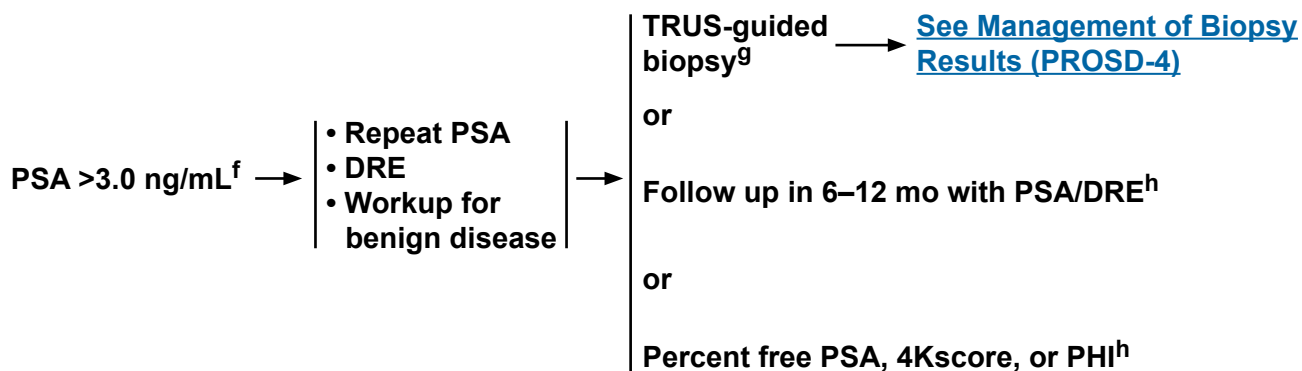 TRUS-guided
biopsyg
See Management of Biopsy
Results (PROSD-4)
or
• Repeat PSA
• DRE
• Workup for
benign disease
PSA >3.0 ng/mLf
Follow up in 6–12 mo with PSA/DREh
or
Percent free PSA, 4Kscore, or PHIh